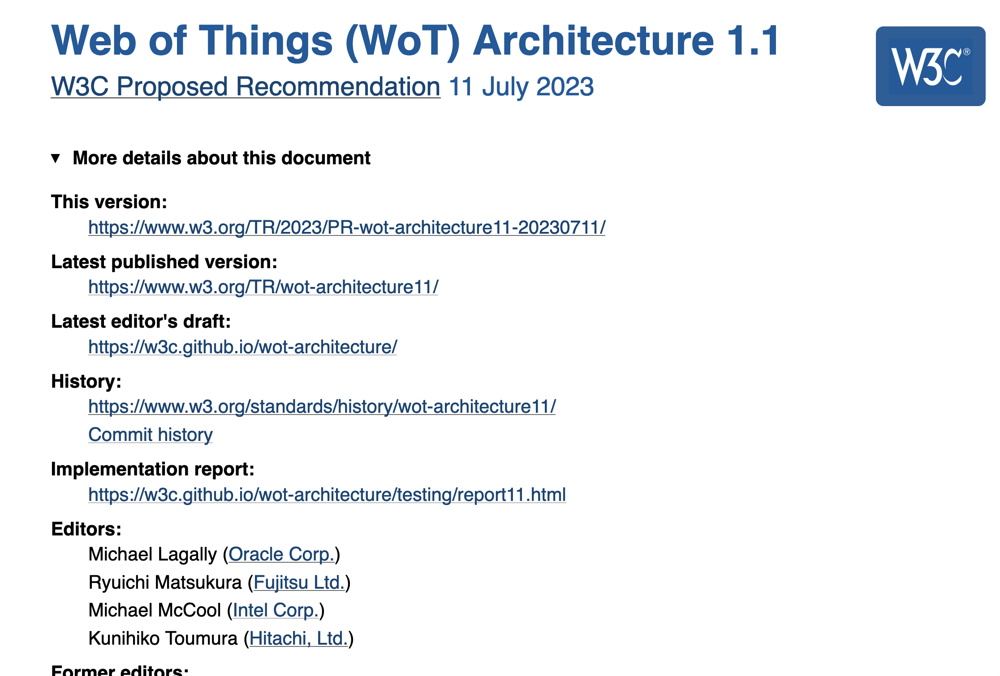 Web of Things (WoT) Architecture 1.1
W3C®
W3C Proposed Recommendation 11 July 2023
▼ More details about this document
This version:
https://www.w3.org/TR/2023/PR-wot-architecture11-20230711/
Latest published version:
https://www.w3.org/TR/wot-architecture11/
Latest editor's draft:
https://w3c.github.io/wot-architecture/
History:
https://www.w3.org/standards/history/wot-architecture11/
Commit history
Implementation report:
https://w3c.github.io/wot-architecture/testing/report11.html
Editors:
Michael Lagally (Oracle Corp.)
Ryuichi Matsukura (Fujitsu Ltd.)
Michael McCool (Intel Corp.)
Kunihiko Toumura (Hitachi, Ltd.)
Former editors: